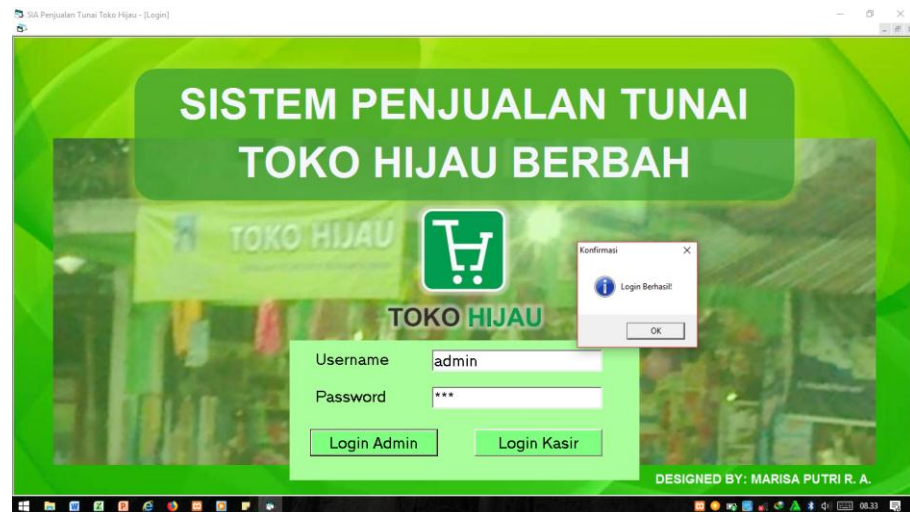 SIA Penjualan Tunai Toko Hijau - [Login]
SISTEM PENJUALAN TUNAI
TOKO HIJAU BERBAH
TOKO HIJAU
Konfirmasi
Login Berhasil!
OK
TOKO HIJAU
Username admin
Password ***
Login Admin Login Kasir
DESIGNED BY: MARISA PUTRI R. A.
08.33